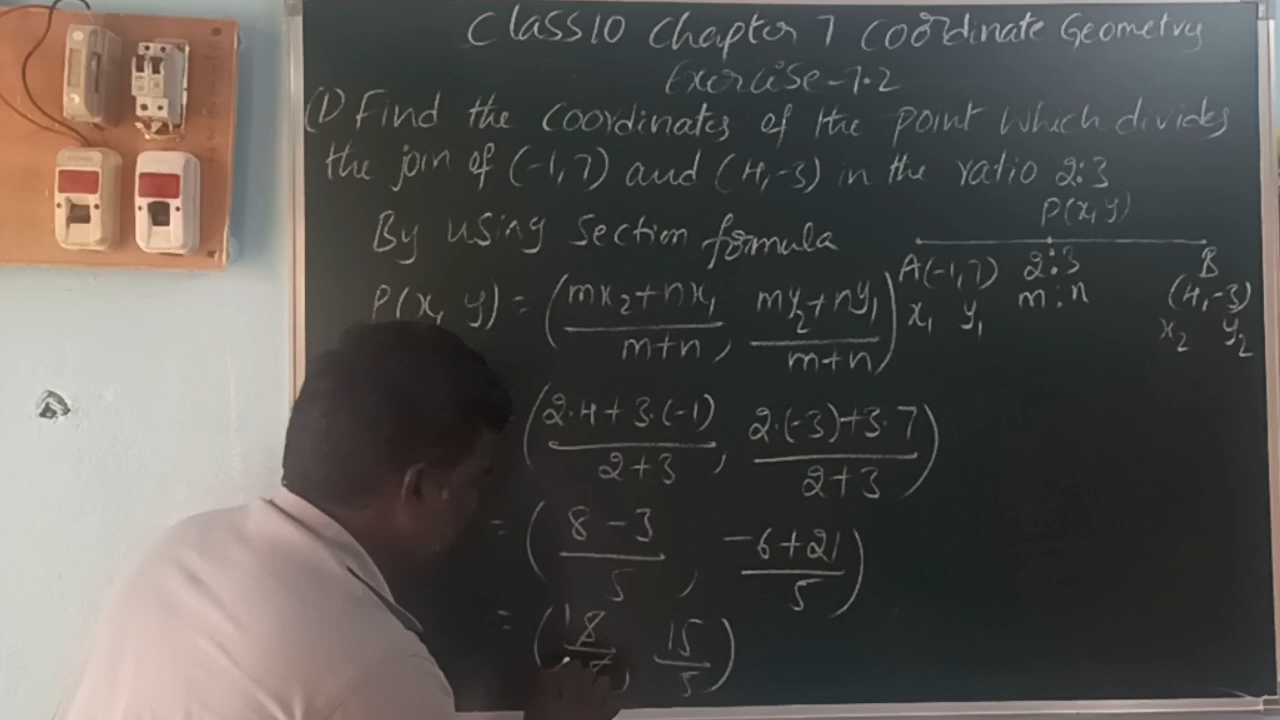 Class 10 Chapter 7 Coordinate Geometry
Exercise-7.2
(1) Find the coordinates of the point which divides
the join of (-1, 7) and (4, -3) in the ratio 2:3
P(x, y)
By using section formula
A(-1, 7) 2:3 B
m:n (4, -3)
x₁ y₁ x₂ y₂
P(x, y) = (mx₂+nx₁/m+n, my₂+ny₁/m+n)
(2·4+3·(-1)/2+3, 2·(-3)+3·7/2+3)
= (8-3/5, -6+21/5)
= ( 15/5)